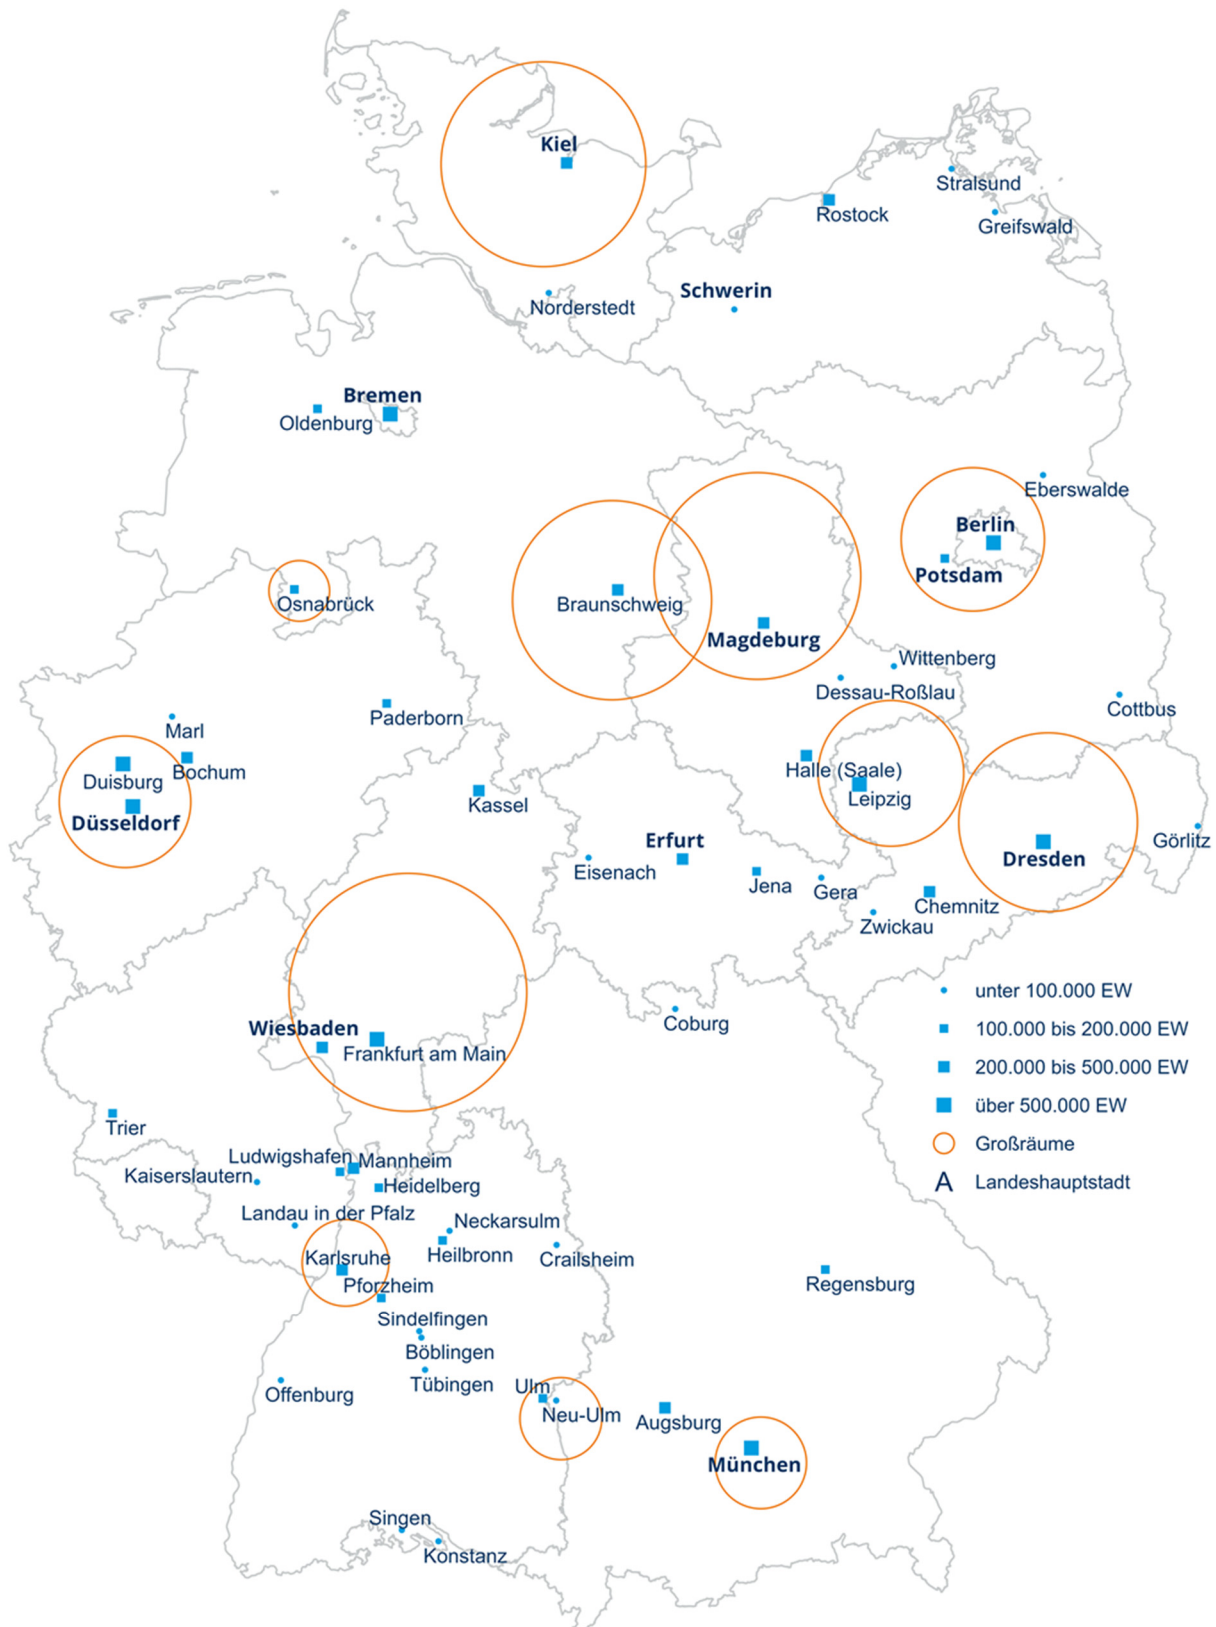 Kiel
Stralsund
Rostock
Greifswald
Schwerin
Norderstedt
Bremen
Oldenburg
Eberswalde
Berlin
Potsdam
Osnabrück
Braunschweig
Magdeburg
Wittenberg
Dessau-Roßlau
Cottbus
Paderborn
Marl
Bochum
Duisburg
Düsseldorf
Halle (Saale)
Leipzig
Kassel
Erfurt
Görlitz
Dresden
Eisenach
Jena
Gera
Chemnitz
Zwickau
Coburg
Wiesbaden
Frankfurt am Main
unter 100.000 EW
100.000 bis 200.000 EW
200.000 bis 500.000 EW
über 500.000 EW
Großräume
A Landeshauptstadt
Trier
Ludwigshafen
Mannheim
Kaiserslautern
Heidelberg
Landau in der Pfalz
Neckarsulm
Karlsruhe
Heilbronn
Crailsheim
Pforzheim
Regensburg
Sindelfingen
Böblingen
Tübingen
Offenburg
Ulm
Neu-Ulm
Augsburg
München
Singen
Konstanz